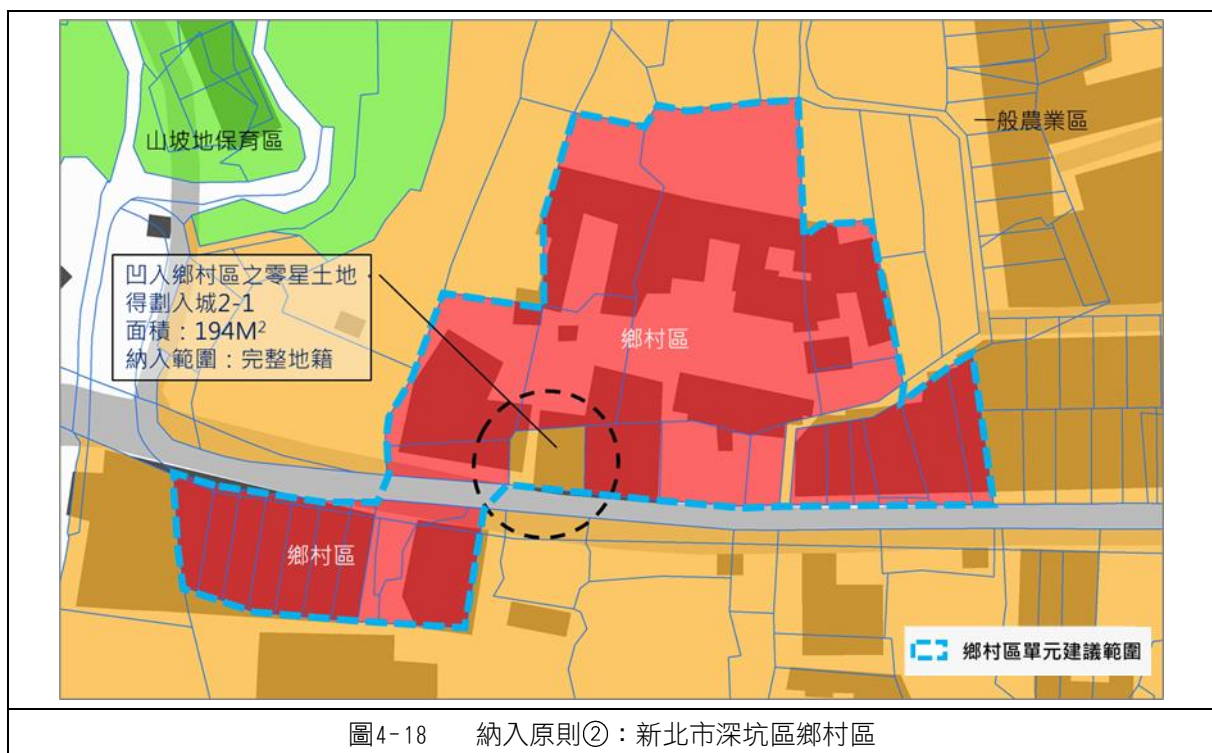 山坡地保育區
一般農業區
凹入鄉村區之零星土地
得劃入城2-1
面積：194M²
納入範圍：完整地籍
鄉村區
鄉村區
鄉村區單元建議範圍
圖4-18 納入原則②：新北市深坑區鄉村區